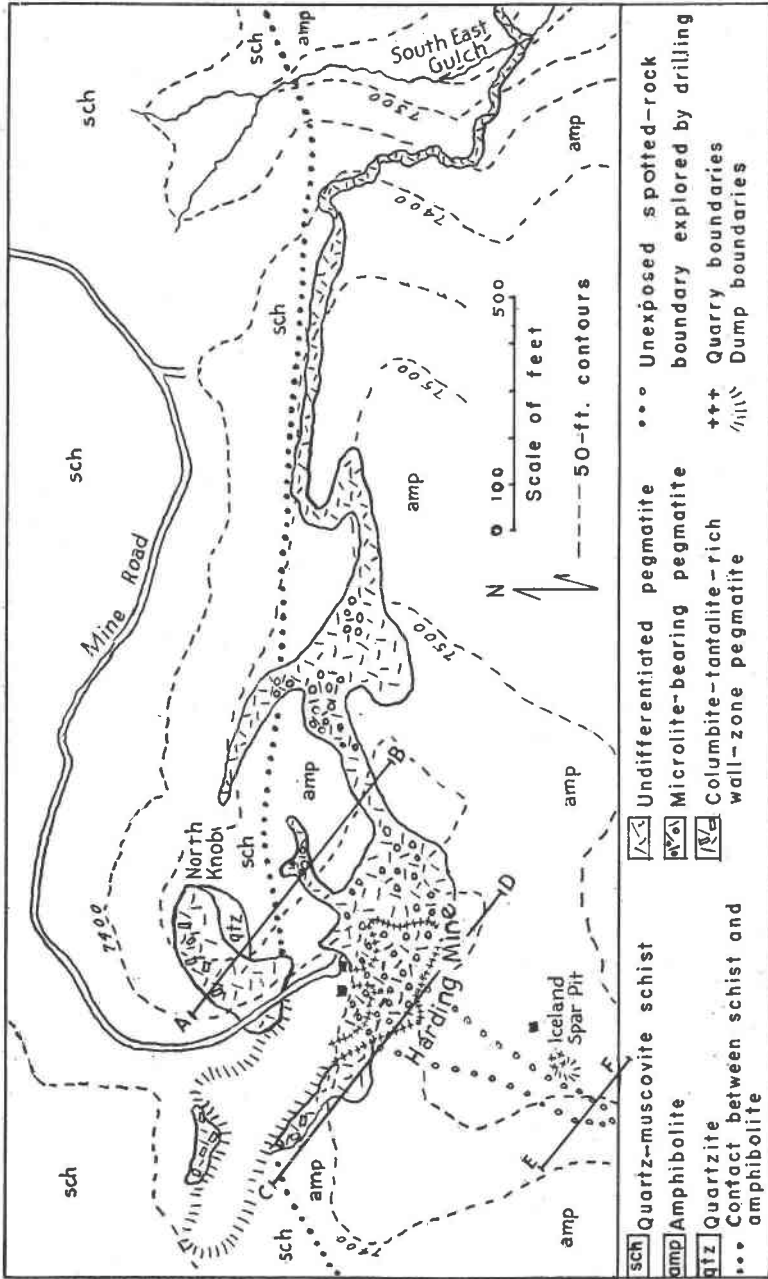 sch
Mine Road
sch
sch
sch
amp
South East
Gulch
7300
7400
7400
North
Knob
sch
qtz
A
sch
amp
amp
7500
B
N
0 100 500
Scale of feet
---- 50-ft. contours
amp
7500
Harding Mine
C
D
sch
amp
7400
Iceland
Spar Pit
E
F
amp
amp
sch Quartz-muscovite schist
amp Amphibolite
qtz Quartzite
Contact between schist and
amphibolite
Undifferentiated pegmatite
Microlite-bearing pegmatite
Columbite-tantalite-rich
wall-zone pegmatite
Unexposed spotted-rock
boundary explored by drilling
Quarry boundaries
Dump boundaries